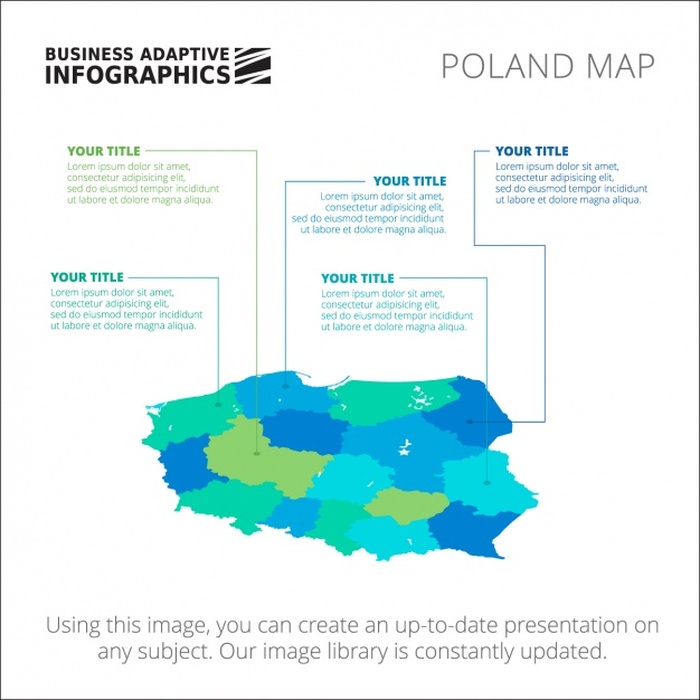 BUSINESS ADAPTIVE
INFOGRAPHICS
POLAND MAP
YOUR TITLE
Lorem ipsum dolor sit amet,
consectetur adipisicing elit,
sed do eiusmod tempor incididunt
ut labore et dolore magna aliqua.
YOUR TITLE
Lorem ipsum dolor sit amet,
consectetur adipisicing elit,
sed do eiusmod tempor incididunt
ut labore et dolore magna aliqua.
YOUR TITLE
Lorem ipsum dolor sit amet,
consectetur adipisicing elit,
sed do eiusmod tempor incididunt
ut labore et dolore magna aliqua.
YOUR TITLE
Lorem ipsum dolor sit amet,
consectetur adipisicing elit,
sed do eiusmod tempor incididunt
ut labore et dolore magna aliqua.
YOUR TITLE
Lorem ipsum dolor sit amet,
consectetur adipisicing elit,
sed do eiusmod tempor incididunt
ut labore et dolore magna aliqua.
Using this image, you can create an up-to-date presentation on
any subject. Our image library is constantly updated.